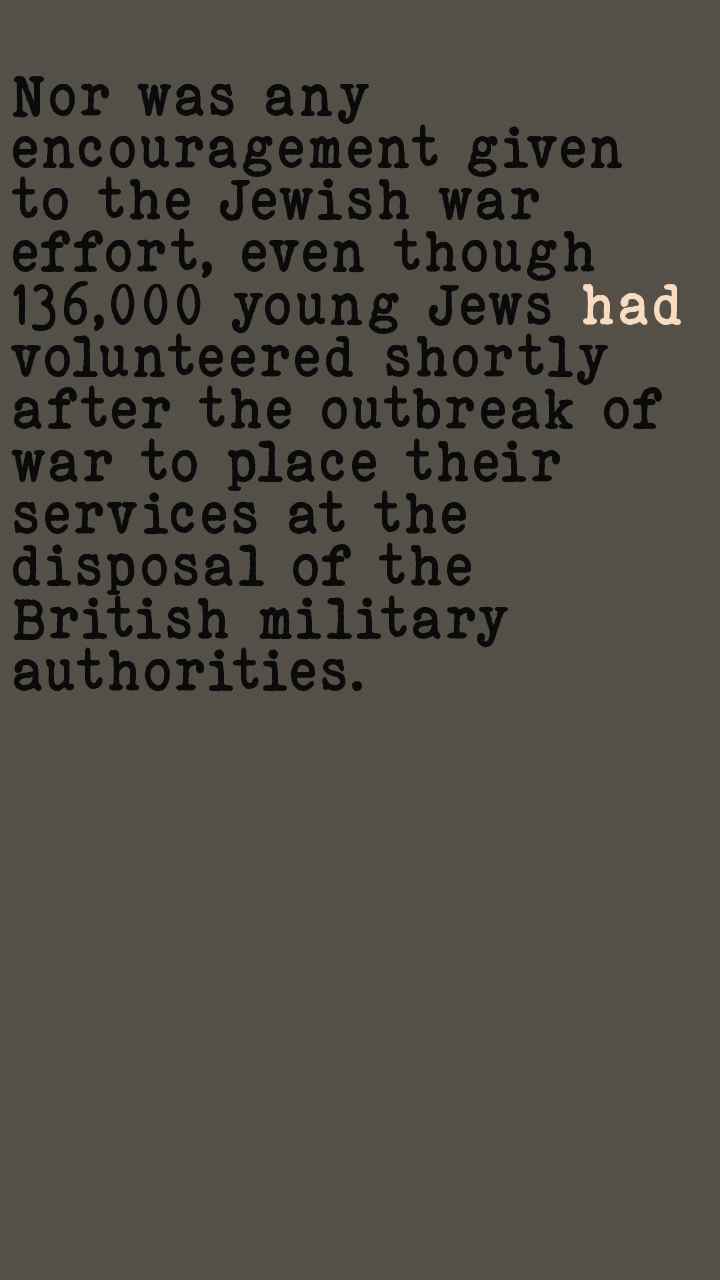 Nor was any
encouragement given
to the Jewish war
effort, even though
136,000 young Jews had
volunteered shortly
after the outbreak of
war to place their
services at the
disposal of the
British military
authorities.